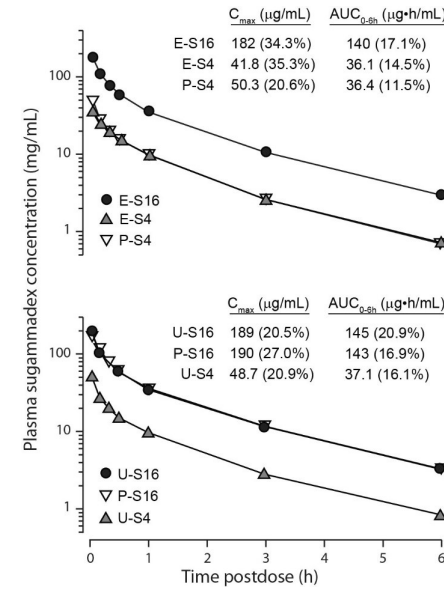 Cmax (μg/mL) AUC0-6h (μg•h/mL)
E-S16 182 (34.3%) 140 (17.1%)
E-S4 41.8 (35.3%) 36.1 (14.5%)
P-S4 50.3 (20.6%) 36.4 (11.5%)
100
10
1
E-S16
E-S4
P-S4
Plasma sugammadex concentration (mg/mL)
Cmax (μg/mL) AUC0-6h (μg•h/mL)
U-S16 189 (20.5%) 145 (20.9%)
P-S16 190 (27.0%) 143 (16.9%)
U-S4 48.7 (20.9%) 37.1 (16.1%)
100
10
1
U-S16
P-S16
U-S4
0 1 2 3 4 5 6
Time postdose (h)